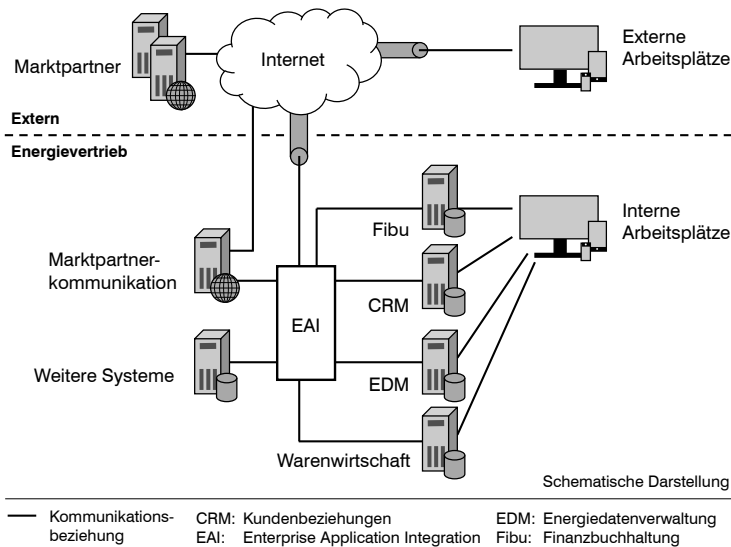 Marktpartner
Internet
Externe
Arbeitsplätze
Extern
Energievertrieb
Fibu
Interne
Arbeitsplätze
Marktpartner-
kommunikation
CRM
EAI
Weitere Systeme
EDM
Warenwirtschaft
Schematische Darstellung
Kommunikations-
beziehung
CRM: Kundenbeziehungen
EAI: Enterprise Application Integration
EDM: Energiedatenverwaltung
Fibu: Finanzbuchhaltung